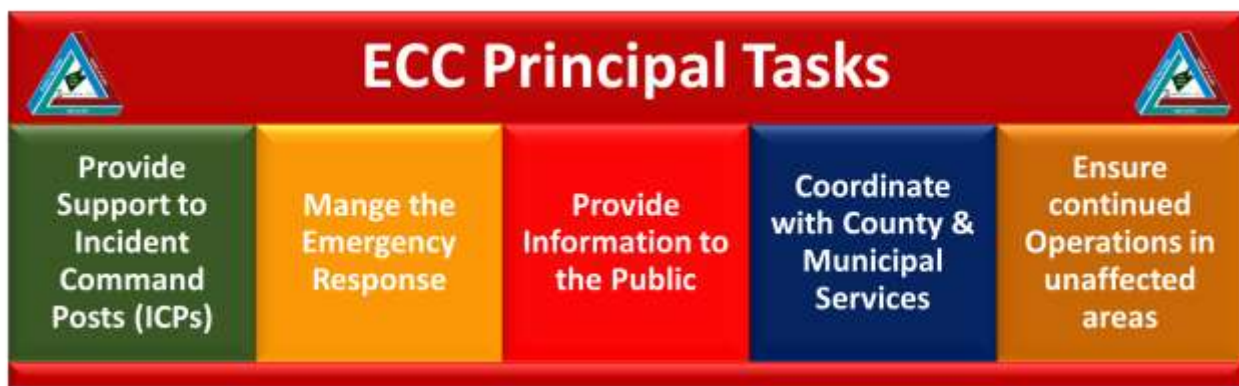 ECC Principal Tasks
Provide
Support to
Incident
Command
Posts (ICPs)
Mange the
Emergency
Response
Provide
Information to
the Public
Coordinate
with County &
Municipal
Services
Ensure
continued
Operations in
unaffected
areas